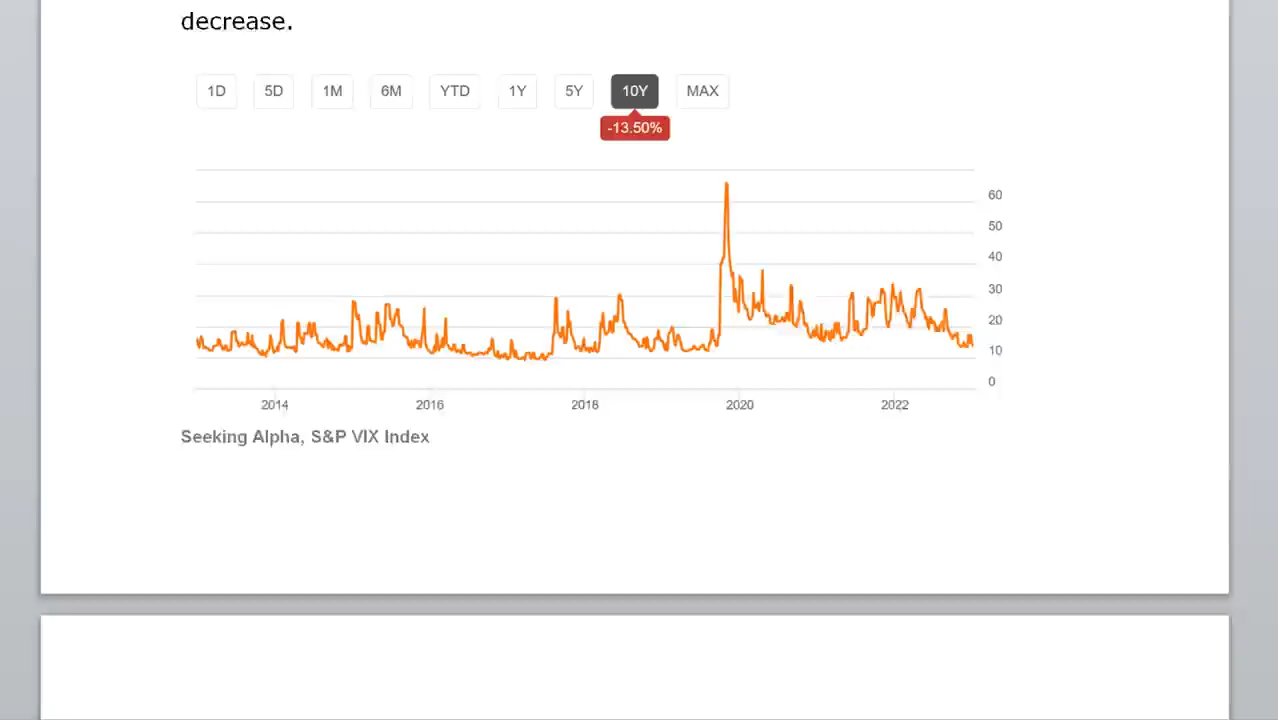 decrease.
1D 5D 1M 6M YTD 1Y 5Y 10Y MAX
-13.50%
60
50
40
30
20
10
0
2014 2016 2018 2020 2022
Seeking Alpha, S&P VIX Index